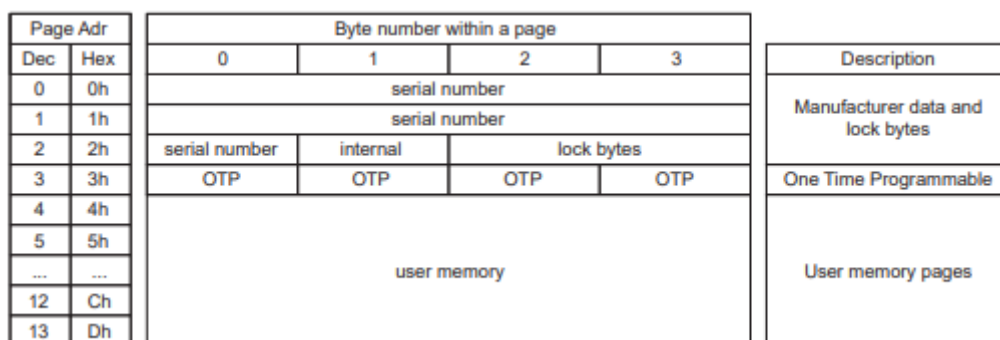 Page Adr Byte number within a page
Dec Hex 0 1 2 3 Description
0 0h serial number
Manufacturer data and
1 1h serial number
lock bytes
2 2h serial number internal lock bytes
3 3h OTP OTP OTP OTP One Time Programmable
4 4h
5 5h
... ... user memory User memory pages
12 Ch
13 Dh